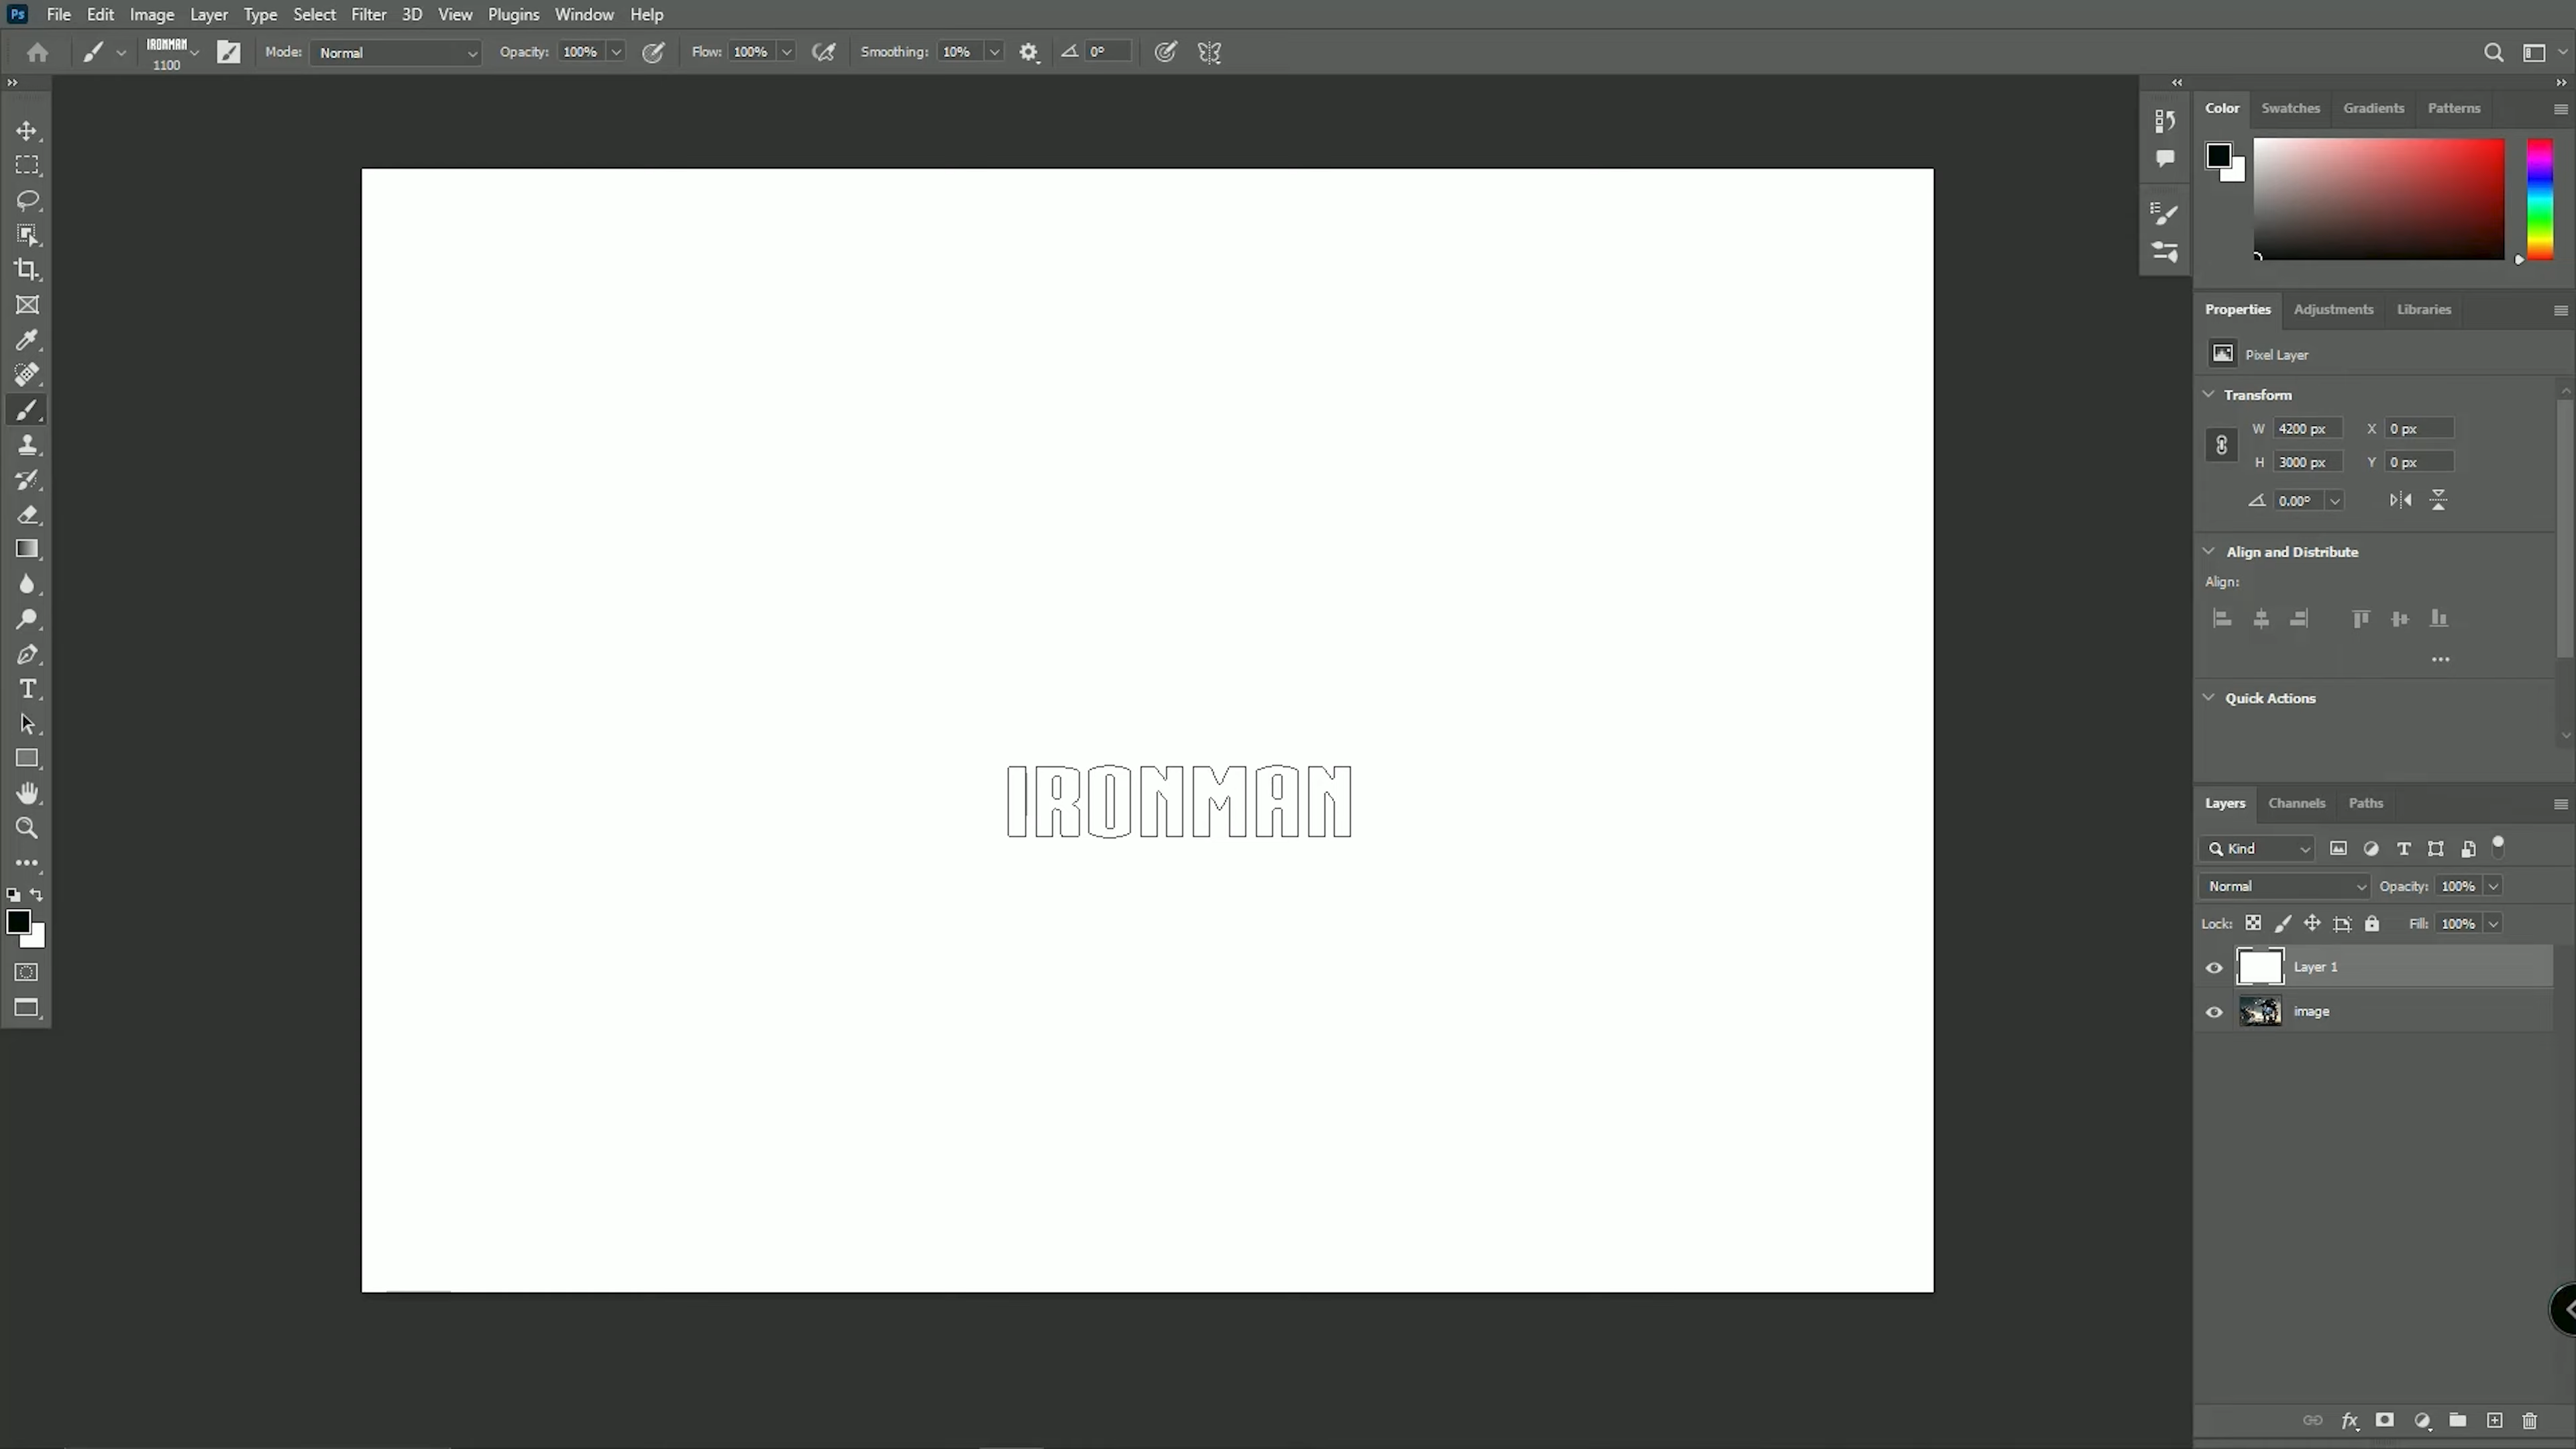 Ps File Edit Image Layer Type Select Filter 3D View Plugins Window Help
IRONMAN
1100
Mode: Normal Opacity: 100% Flow: 100% Smoothing: 10% 0°
Color Swatches Gradients Patterns
Properties Adjustments Libraries
Pixel Layer
Transform
W 4200 px X 0 px
H 3000 px Y 0 px
0.00°
Align and Distribute
Align:
Quick Actions
IRONMAN
Layers Channels Paths
Kind
Normal Opacity: 100%
Lock: Fill: 100%
Layer 1
image
fx